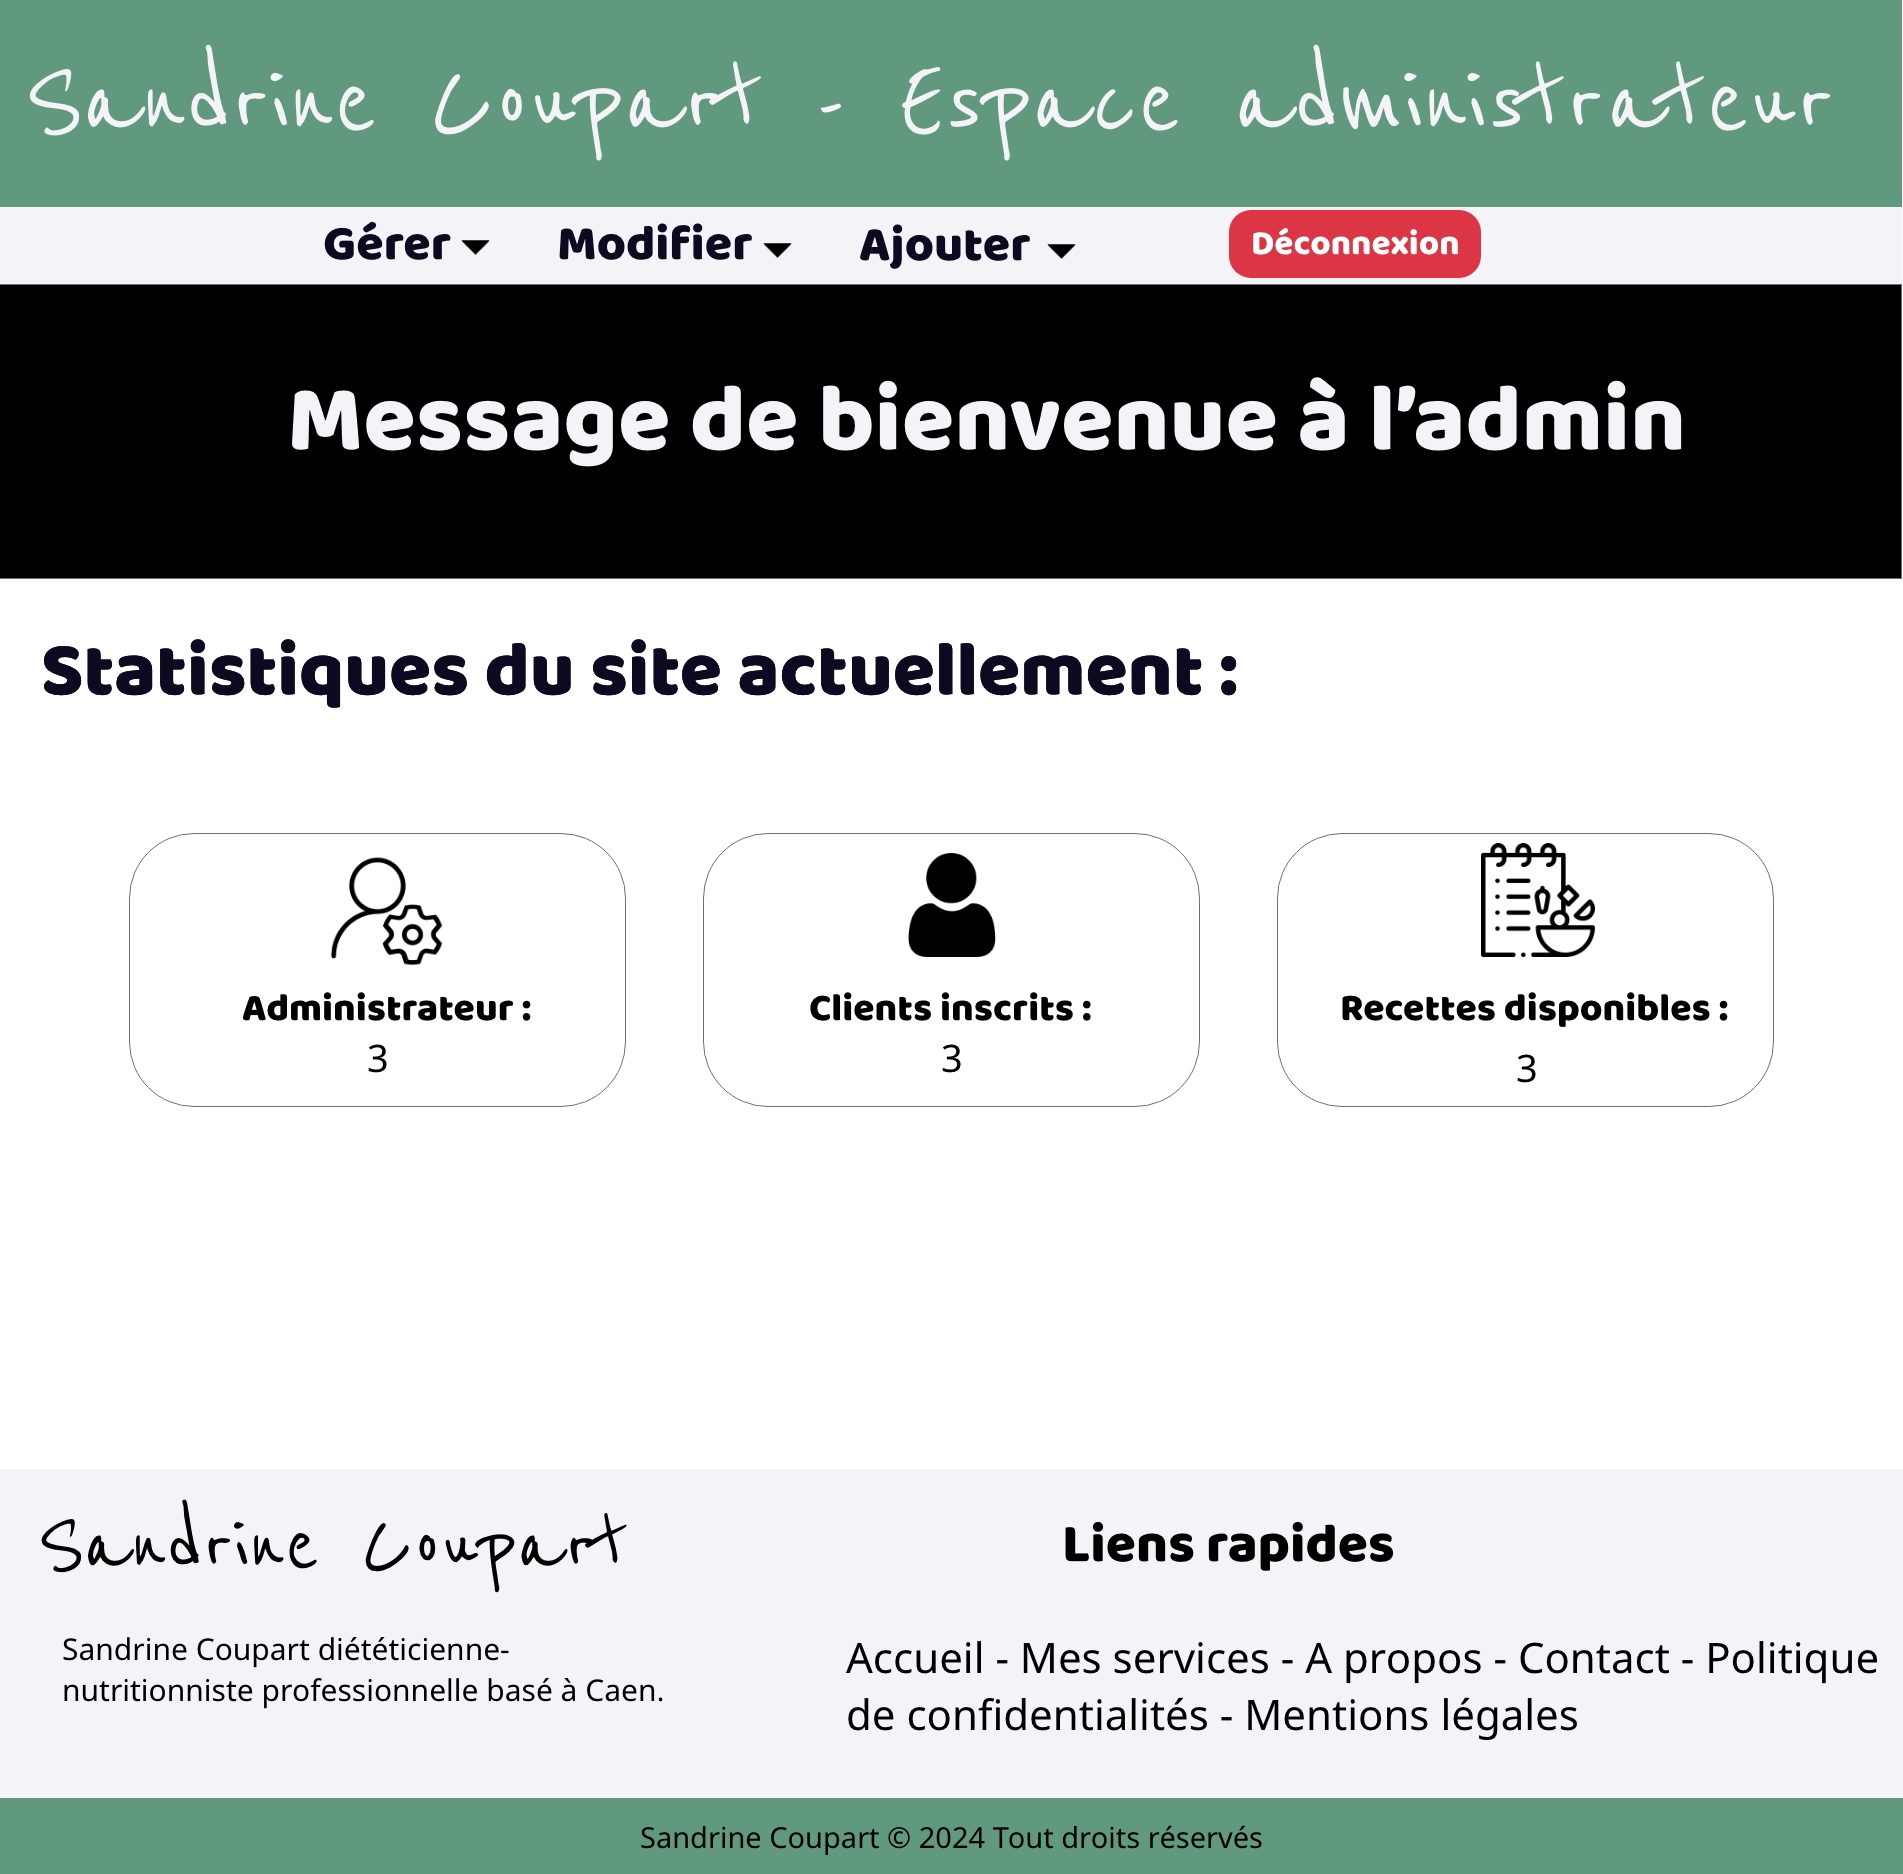 Sandrine Coupart - Espace administrateur
Gérer Modifier Ajouter Déconnexion
Message de bienvenue à l’admin
Statistiques du site actuellement :
Administrateur :
3
Clients inscrits :
3
Recettes disponibles :
3
Sandrine Coupart
Sandrine Coupart diététicienne-
nutritionniste professionnelle basé à Caen.
Liens rapides
Accueil - Mes services - A propos - Contact - Politique
de confidentialités - Mentions légales
Sandrine Coupart © 2024 Tout droits réservés